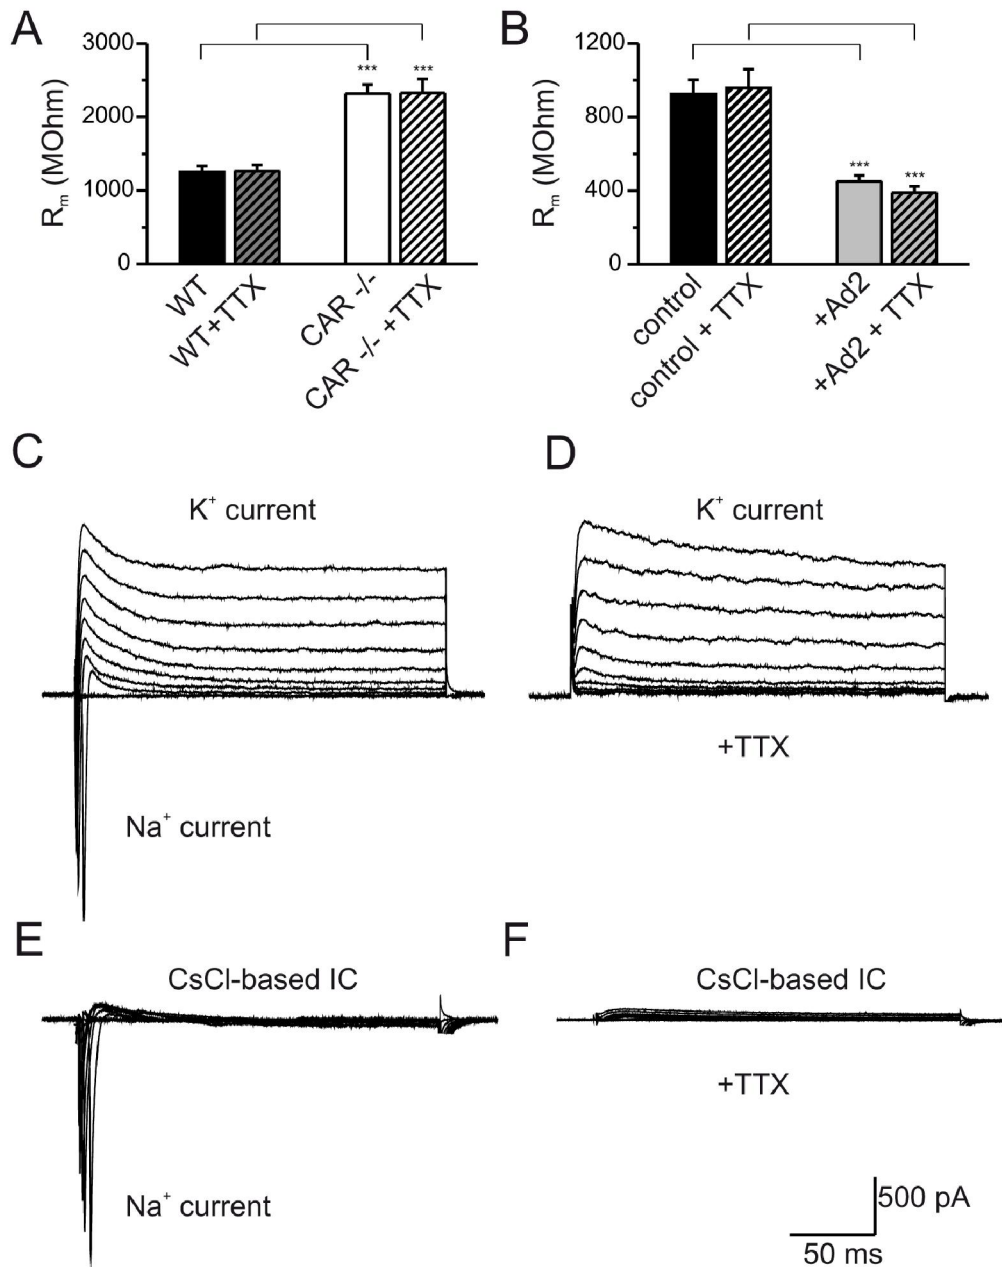 A
3000
2000
1000
0
R_m (MOhm)
***
***
WT
WT+TTX
CAR -/-
CAR -/- +TTX
B
1200
800
400
0
R_m (MOhm)
***
***
control
control + TTX
+Ad2
+Ad2 + TTX
C
K⁺ current
Na⁺ current
D
K⁺ current
+TTX
E
CsCl-based IC
Na⁺ current
F
CsCl-based IC
+TTX
500 pA
50 ms